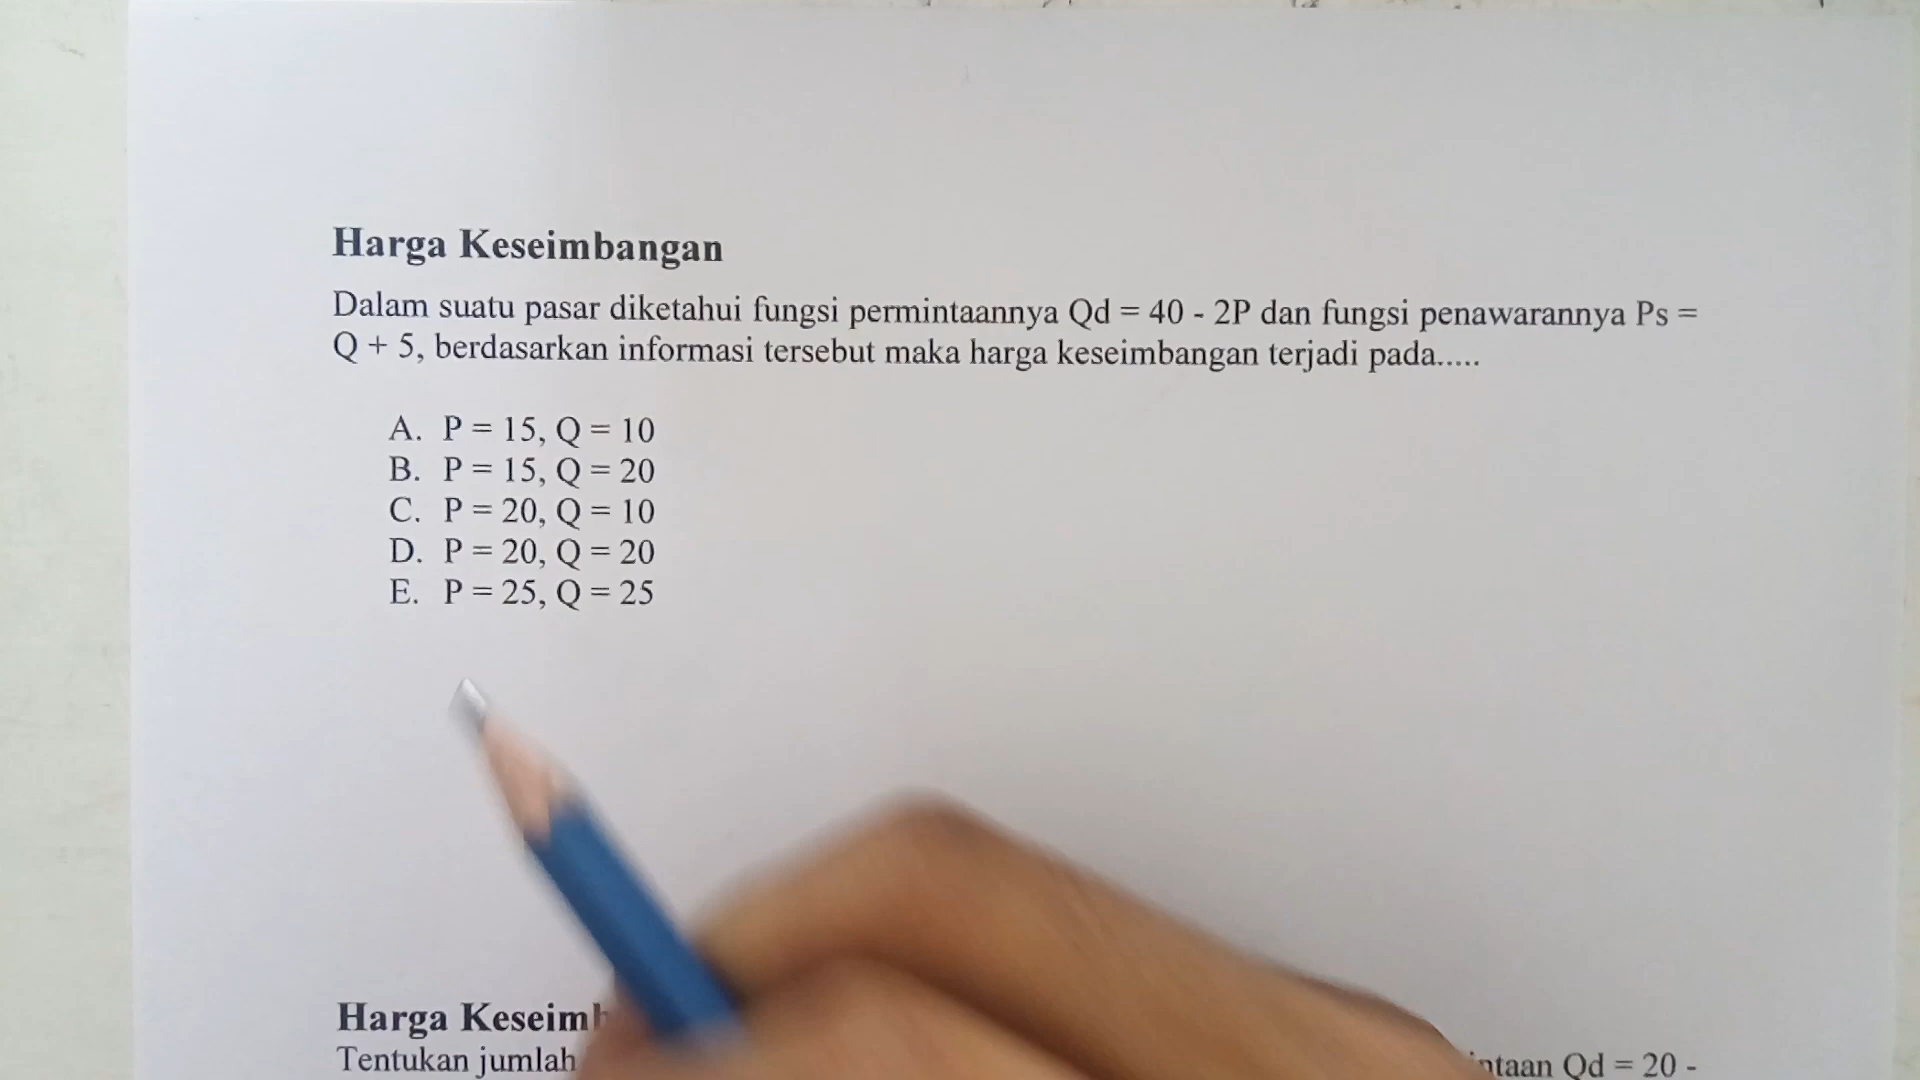 Harga Keseimbangan
Dalam suatu pasar diketahui fungsi permintaannya Qd = 40 - 2P dan fungsi penawarannya Ps =
Q + 5, berdasarkan informasi tersebut maka harga keseimbangan terjadi pada.....
A. P = 15, Q = 10
B. P = 15, Q = 20
C. P = 20, Q = 10
D. P = 20, Q = 20
E. P = 25, Q = 25
Harga
Tentukan jumlah Qd = 20 -